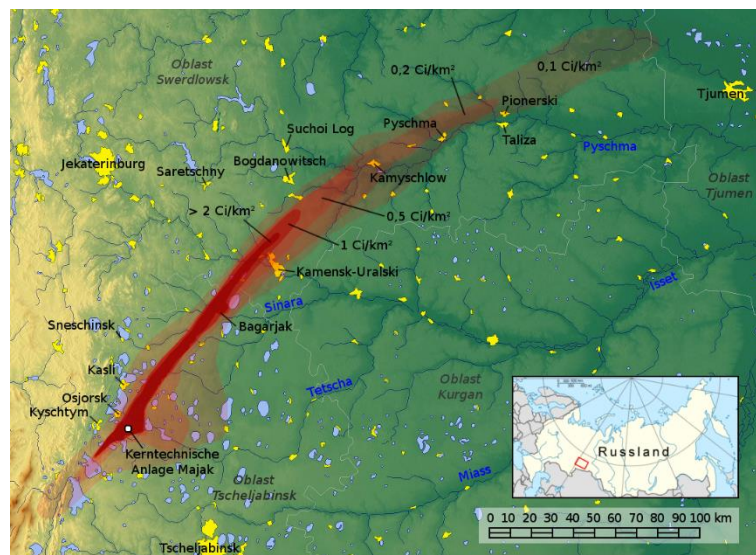 Oblast
Swerdlowsk
0,2 Ci/km²
0,1 Ci/km²
Tjumen
Pionerski
Suchoi Log
Pyschma
Taliza
Pyschma
Jekaterinburg
Bogdanowitsch
Saretschny
Kamyschlow
Oblast
Tjumen
> 2 Ci/km²
0,5 Ci/km²
1 Ci/km²
Kamensk-Uralski
Isset
Sinara
Sneschinsk
Bagarjak
Kasli
Tetscha
Oblast
Kurgan
Osjorsk
Kyschtym
Kerntechnische
Anlage Majak
Russland
Miass
Oblast
Tscheljabinsk
Tscheljabinsk
0 10 20 30 40 50 60 70 80 90 100 km